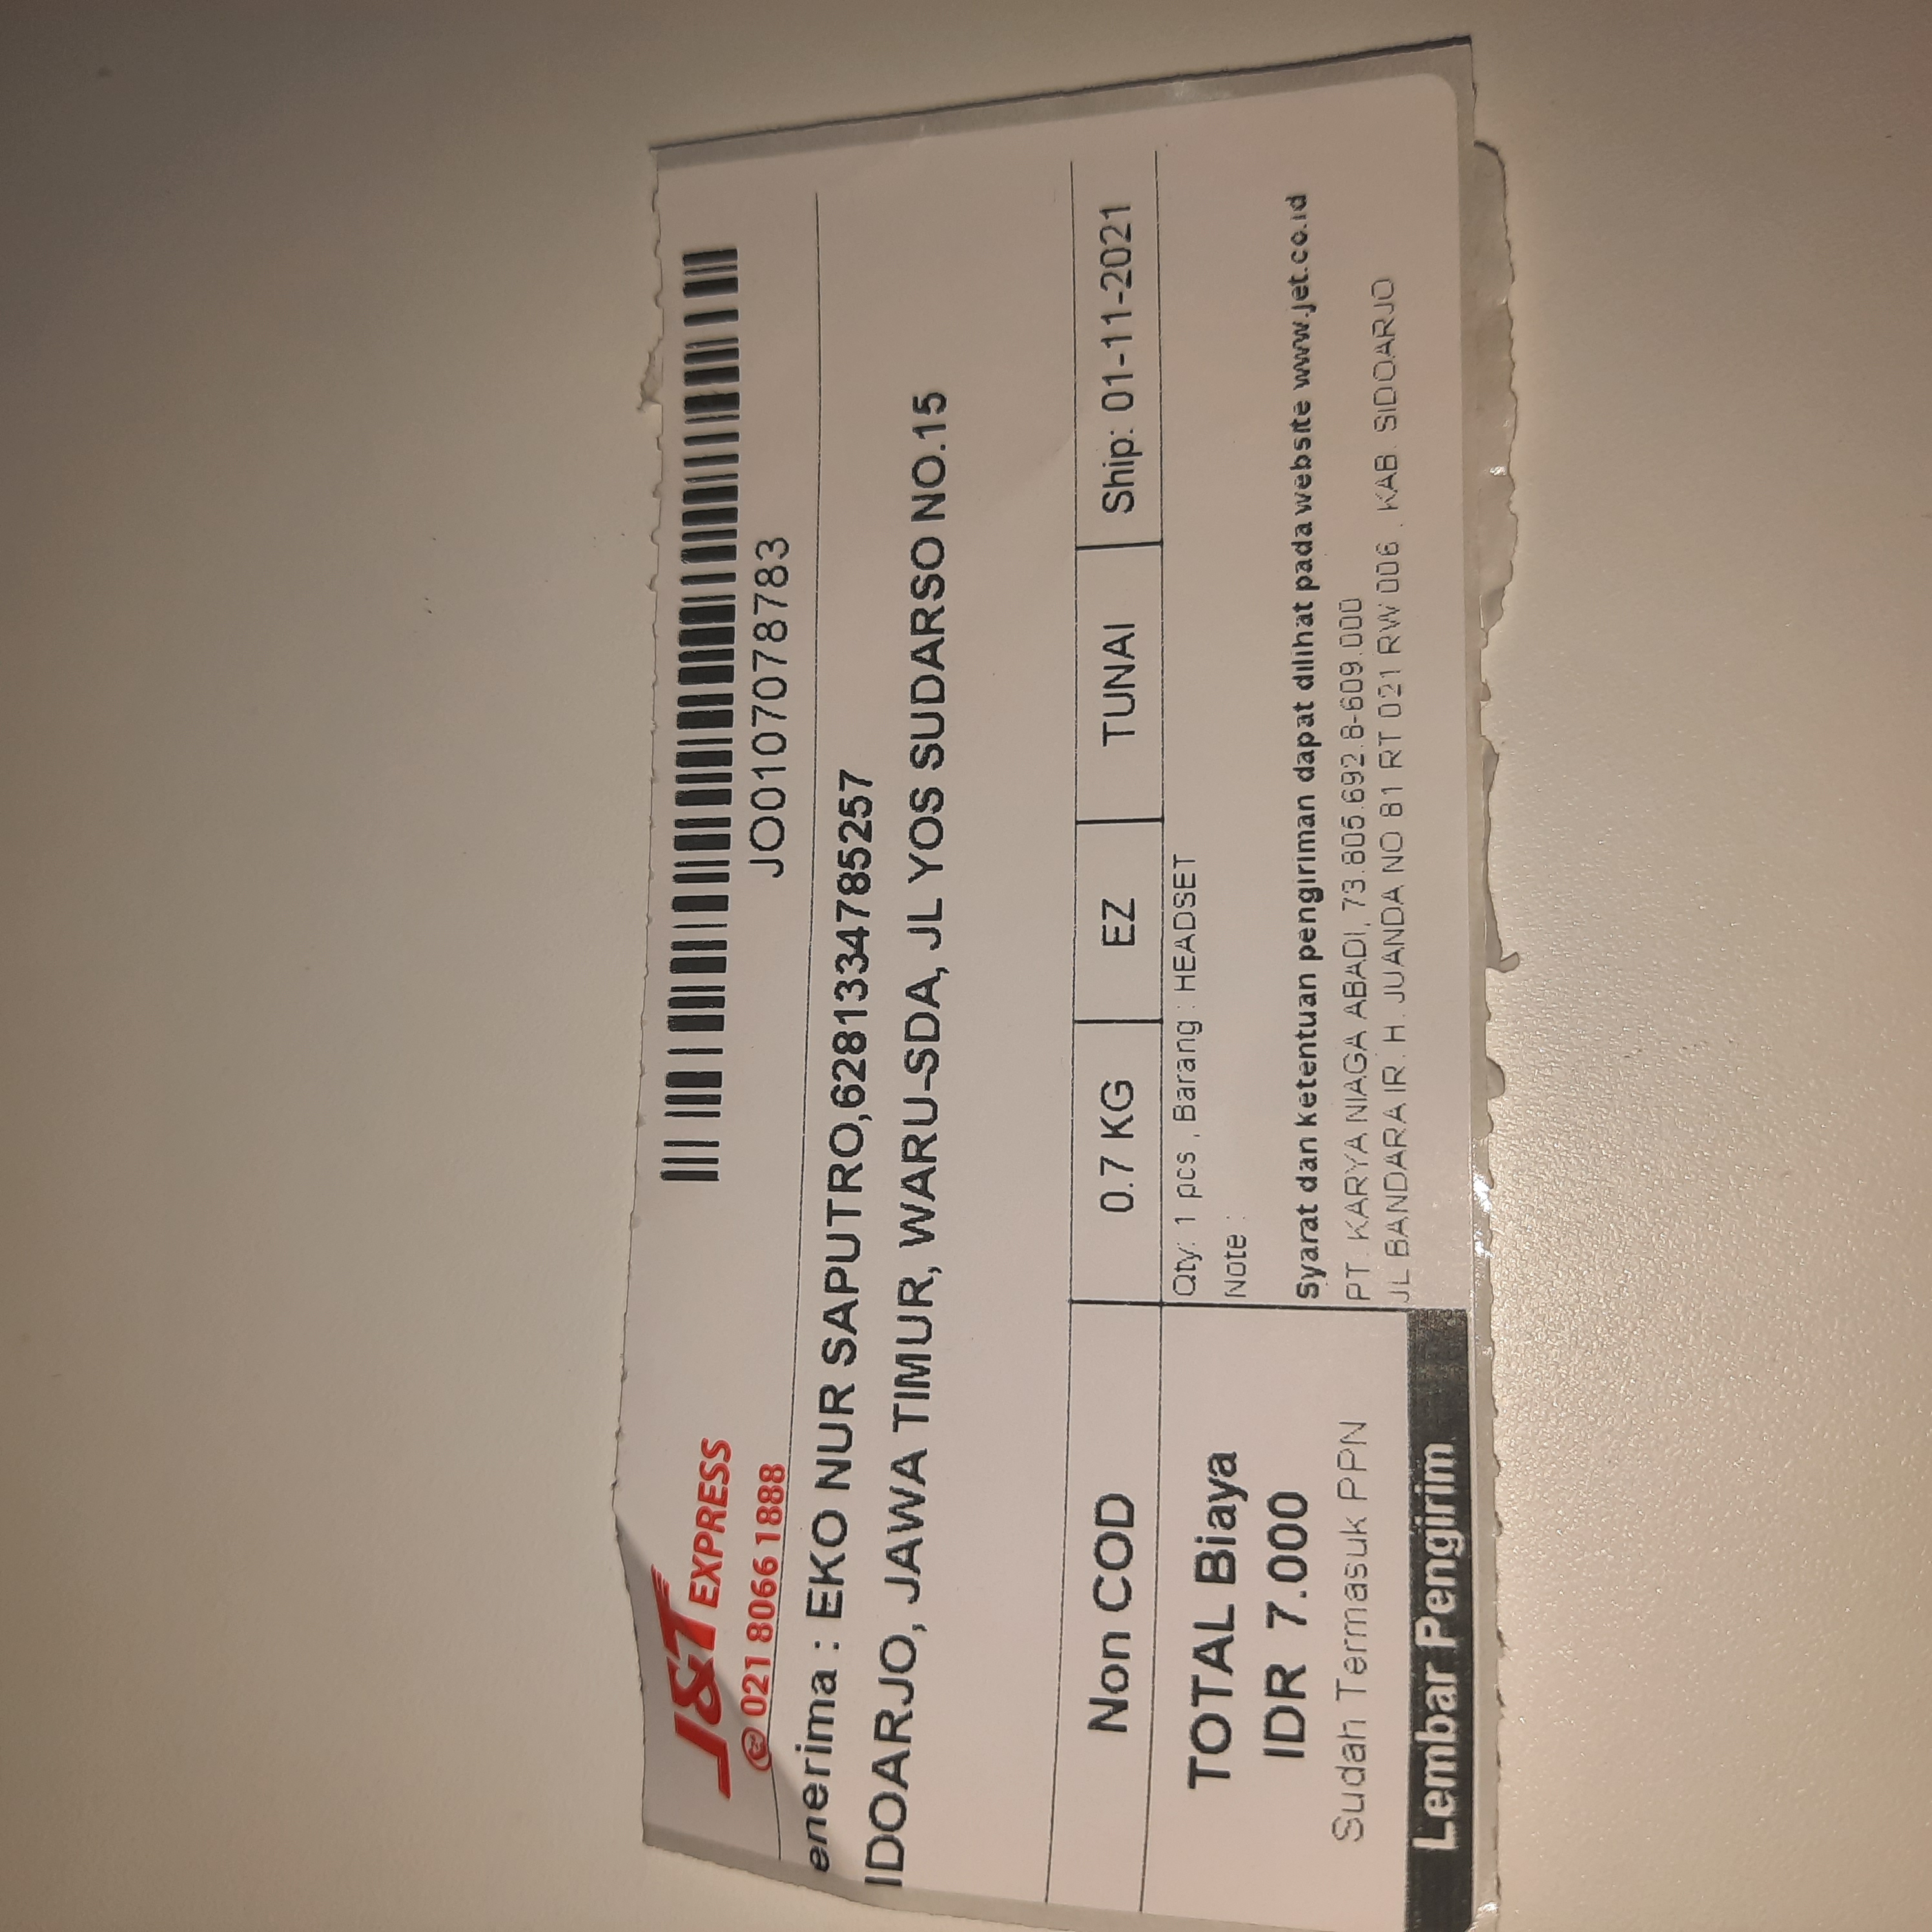 J&T EXPRESS
021 8066 1888
JO0107078783
enerima : EKO NUR SAPUTRO,6281334785257
IDOARJO, JAWA TIMUR, WARU-SDA, JL YOS SUDARSO NO.15
Non COD 0.7 KG EZ TUNAI Ship: 01-11-2021
TOTAL Biaya
IDR 7.000
Sudah Termasuk PPN
Lembar Pengirim
Qty: 1 pcs , Barang : HEADSET
Note :
Syarat dan ketentuan pengiriman dapat dilihat pada website www.jet.co.id
PT. KARYA NIAGA ABADI, 73.805.692.8-609.000
JL BANDARA IR. H. JUANDA NO 81 RT 021 RW 006 , KAB. SIDOARJO